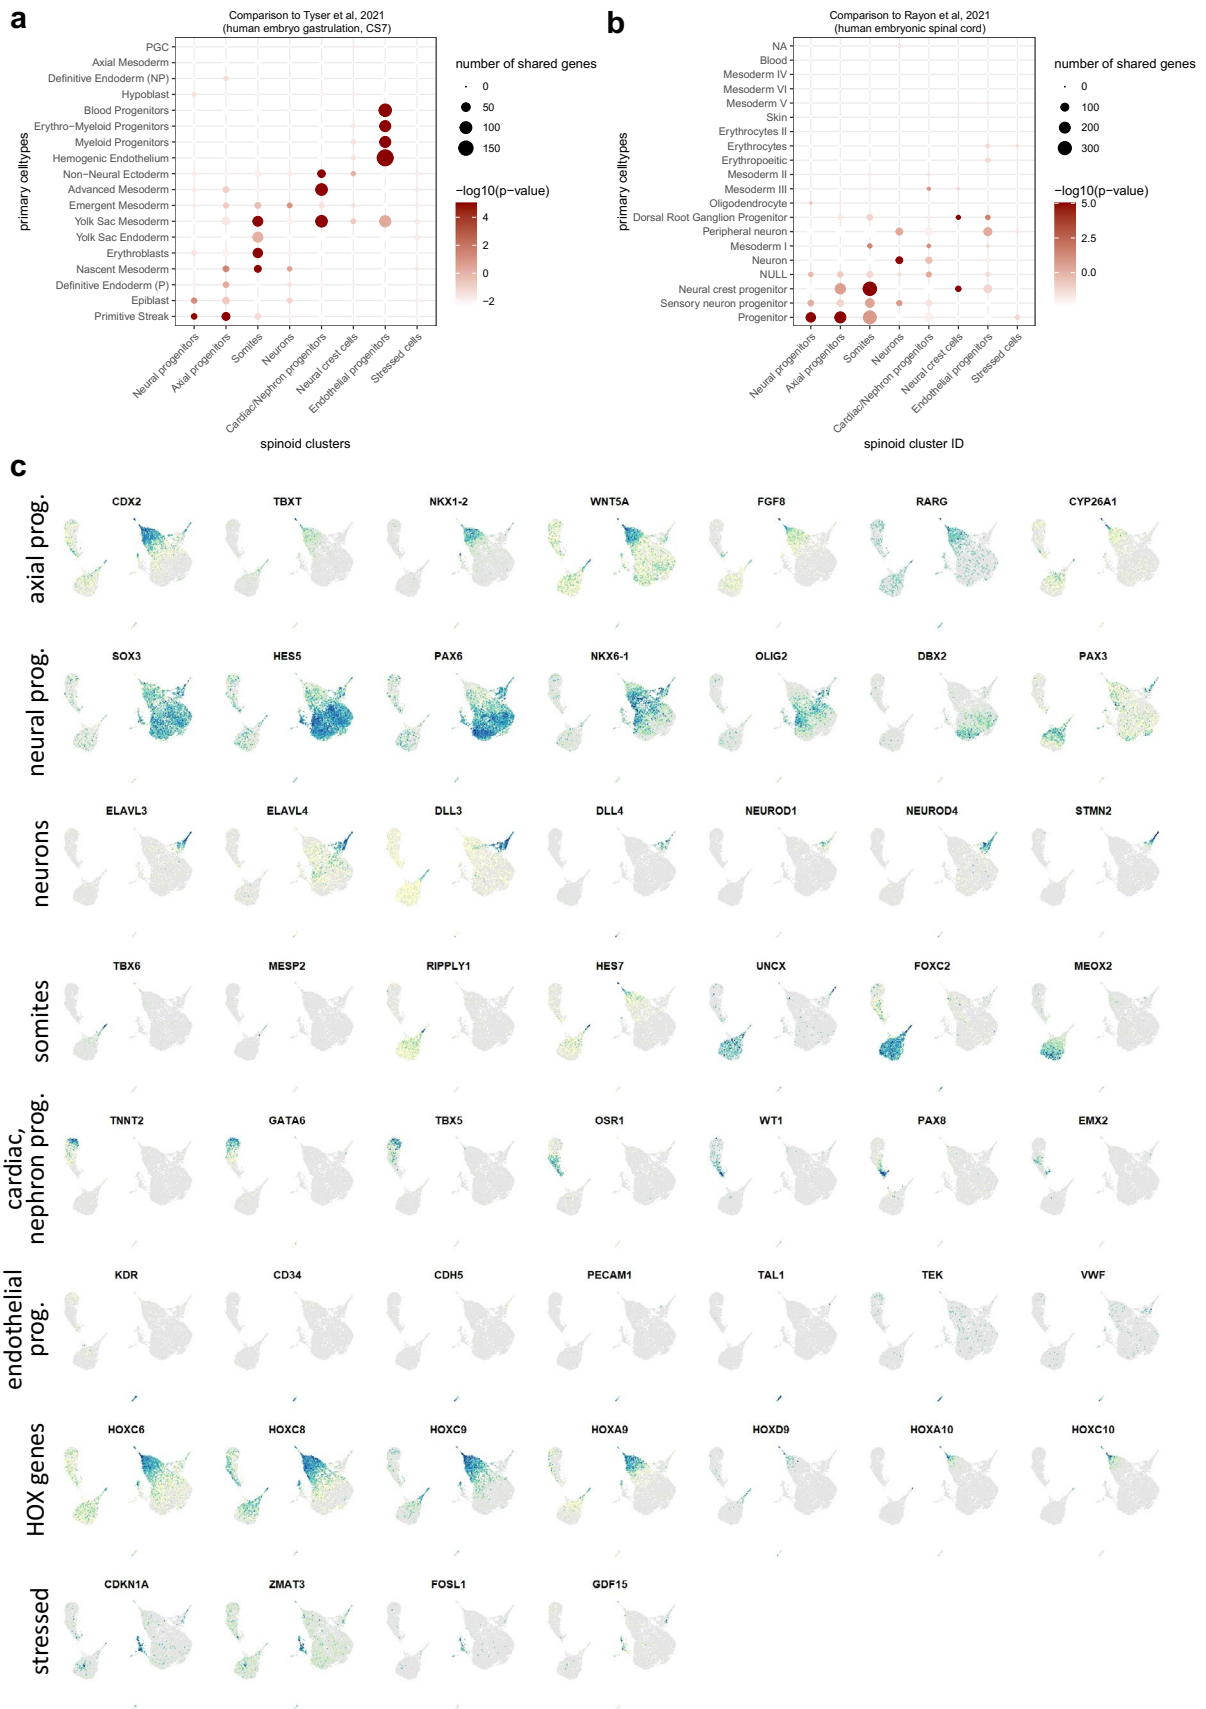 a
Comparison to Tyser et al, 2021
(human embryo gastrulation, CS7)
primary celltypes
PGC
Axial Mesoderm
Definitive Endoderm (NP)
Hypoblast
Blood Progenitors
Erythro−Myeloid Progenitors
Myeloid Progenitors
Hemogenic Endothelium
Non−Neural Ectoderm
Advanced Mesoderm
Emergent Mesoderm
Yolk Sac Mesoderm
Yolk Sac Endoderm
Erythroblasts
Nascent Mesoderm
Definitive Endoderm (P)
Epiblast
Primitive Streak
Neural progenitors
Axial progenitors
Somites
Neurons
Cardiac/Nephron progenitors
Neural crest cells
Endothelial progenitors
Stressed cells
spinoid clusters
number of shared genes
0
50
100
150
−log10(p−value)
4
2
0
−2
b
Comparison to Rayon et al, 2021
(human embryonic spinal cord)
primary celltypes
NA
Blood
Mesoderm IV
Mesoderm VI
Mesoderm V
Skin
Erythrocytes II
Erythrocytes
Erythropoeitic
Mesoderm II
Mesoderm III
Oligodendrocyte
Dorsal Root Ganglion Progenitor
Peripheral neuron
Mesoderm I
Neuron
NULL
Neural crest progenitor
Sensory neuron progenitor
Progenitor
Neural progenitors
Axial progenitors
Somites
Neurons
Cardiac/Nephron progenitors
Neural crest cells
Endothelial progenitors
Stressed cells
spinoid cluster ID
number of shared genes
0
100
200
300
−log10(p−value)
5.0
2.5
0.0
c
axial prog.
CDX2 TBXT NKX1-2 WNT5A FGF8 RARG CYP26A1
neural prog.
SOX3 HES5 PAX6 NKX6-1 OLIG2 DBX2 PAX3
neurons
ELAVL3 ELAVL4 DLL3 DLL4 NEUROD1 NEUROD4 STMN2
somites
TBX6 MESP2 RIPPLY1 HES7 UNCX FOXC2 MEOX2
cardiac,
nephron prog.
TNNT2 GATA6 TBX5 OSR1 WT1 PAX8 EMX2
endothelial
prog.
KDR CD34 CDH5 PECAM1 TAL1 TEK VWF
HOX genes
HOXC6 HOXC8 HOXC9 HOXA9 HOXD9 HOXA10 HOXC10
stressed
CDKN1A ZMAT3 FOSL1 GDF15